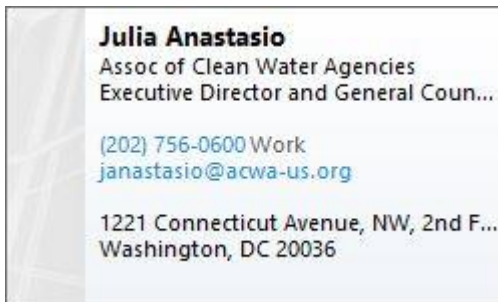 Julia Anastasio
Assoc of Clean Water Agencies
Executive Director and General Coun...
(202) 756-0600 Work
janastasio@acwa-us.org
1221 Connecticut Avenue, NW, 2nd F...
Washington, DC 20036